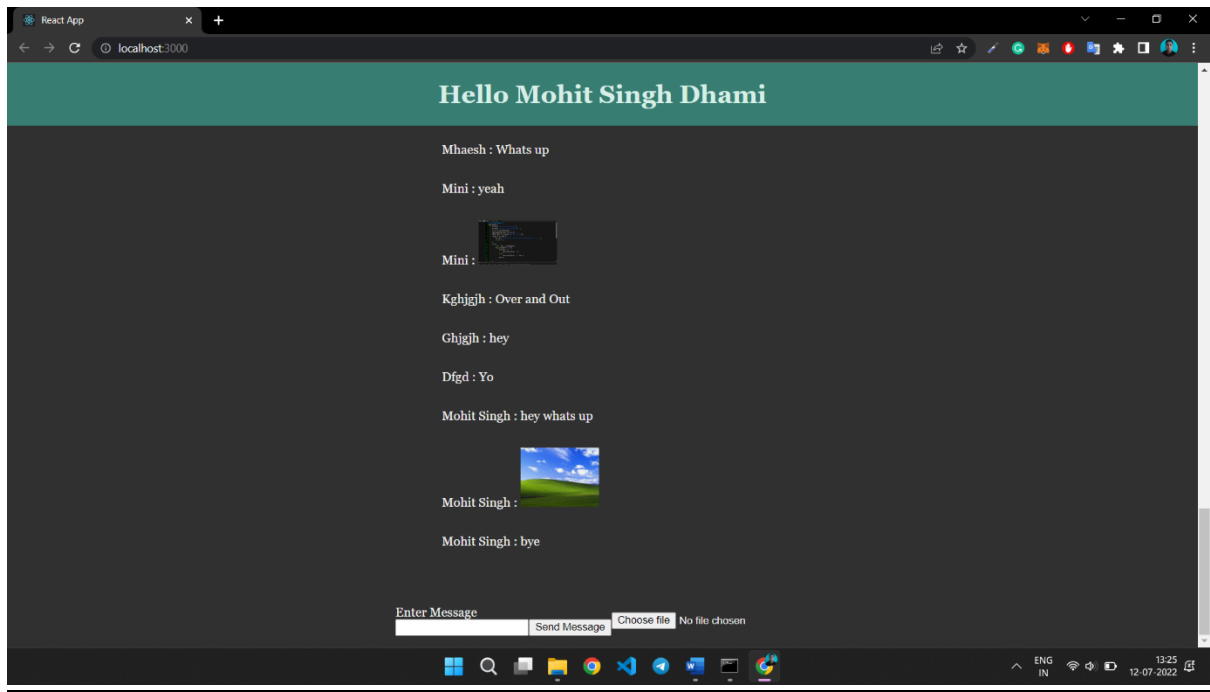 React App
localhost:3000
Hello Mohit Singh Dhami
Mhaesh : Whats up
Mini : yeah
Mini :
Kghjgjh : Over and Out
Ghjgjh : hey
Dfgd : Yo
Mohit Singh : hey whats up
Mohit Singh :
Mohit Singh : bye
Enter Message
Send Message Choose file No file chosen
ENG 13:25
IN 12-07-2022